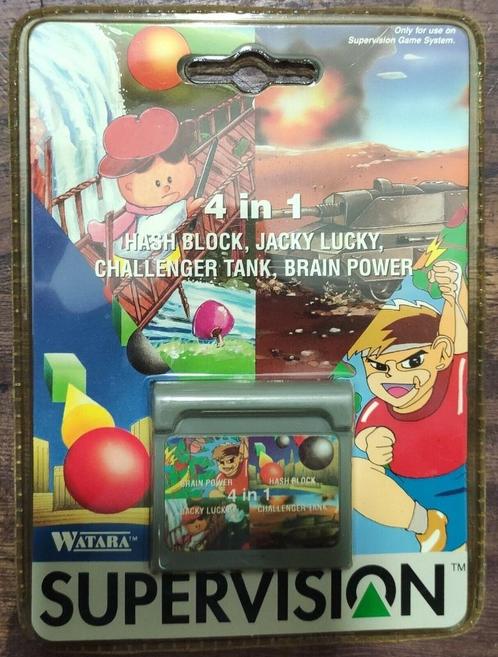 Only for use on
Supervision Game System.
4 in 1
HASH BLOCK, JACKY LUCKY,
CHALLENGER TANK, BRAIN POWER
BRAIN POWER
HASH BLOCK
4 in 1
JACKY LUCKY
CHALLENGER TANK
WATARA™
SUPERVISION™